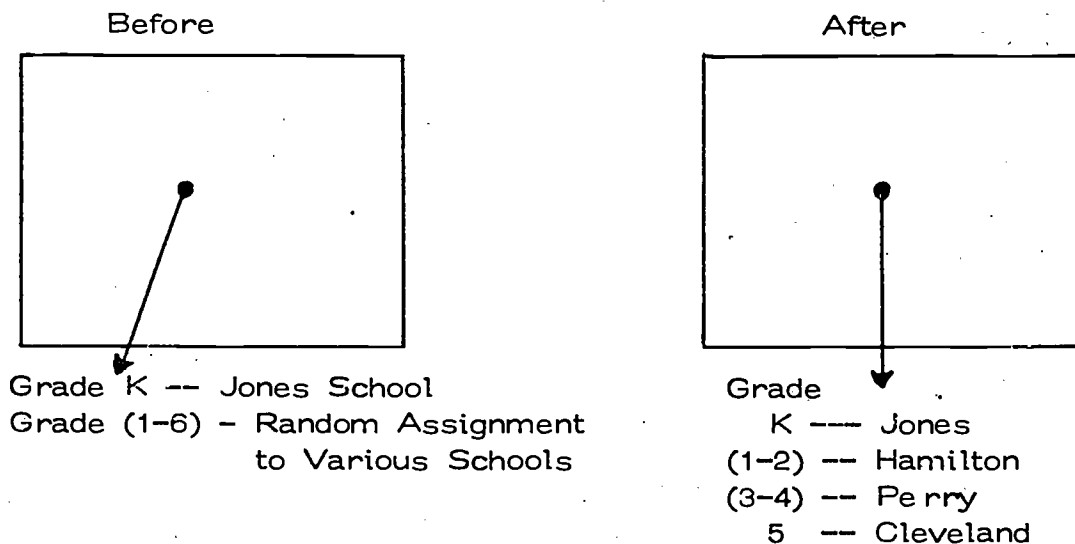 Before
Grade K -- Jones School
Grade (1-6) - Random Assignment
to Various Schools
After
Grade
K --- Jones
(1-2) -- Hamilton
(3-4) -- Perry
5 -- Cleveland